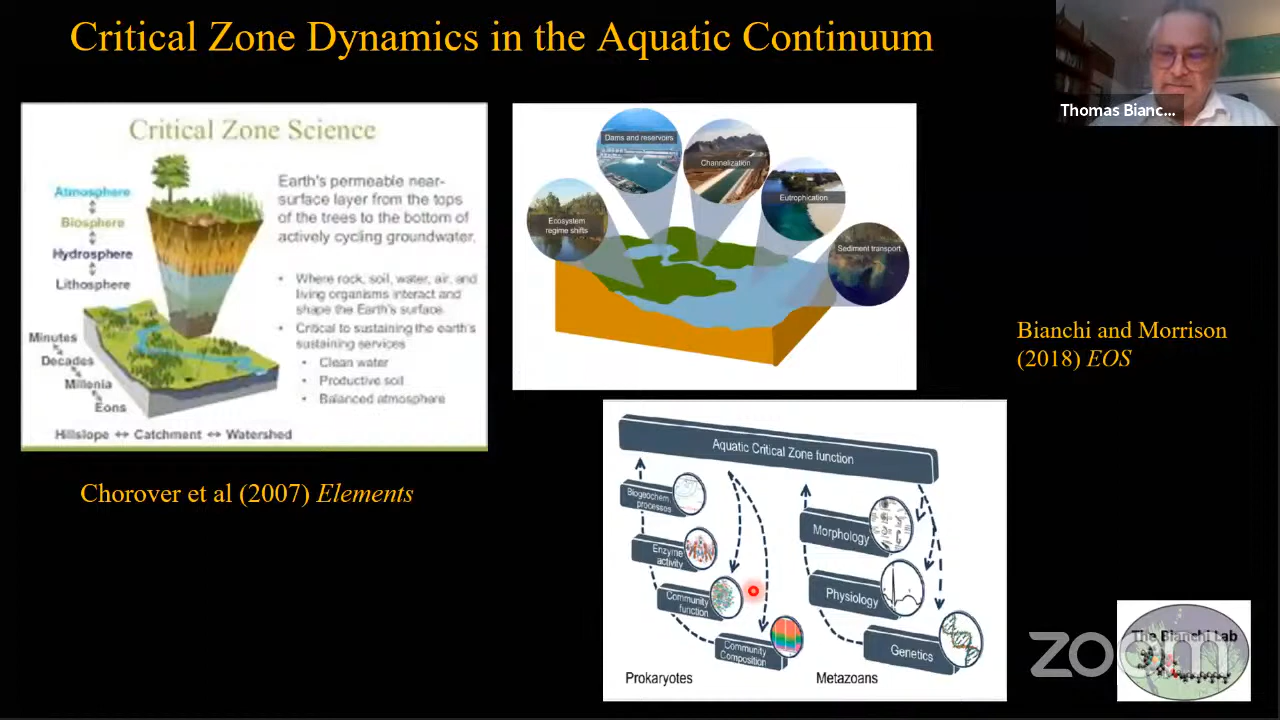 Critical Zone Dynamics in the Aquatic Continuum
Thomas Bianc...
Critical Zone Science
Atmosphere
Biosphere
Hydrosphere
Lithosphere
Minutes
Decades
Millenia
Eons
Hillslope ↔ Catchment ↔ Watershed
Earth's permeable near-
surface layer from the tops
of the trees to the bottom of
actively cycling groundwater.
• Where rock, soil, water, air, and
living organisms interact and
shape the Earth's surface.
• Critical to sustaining the earth's
sustaining services
• Clean water
• Productive soil
• Balanced atmosphere
Chorover et al (2007) Elements
Dams and reservoirs
Channelization
Eutrophication
Ecosystem
regime shifts
Sediment transport
Bianchi and Morrison
(2018) EOS
Aquatic Critical Zone function
Biogeochem.
processes
Enzyme
activity
Community
function
Community
Composition
Prokaryotes
Morphology
Physiology
Genetics
Metazoans
The Bianchi Lab
zoom